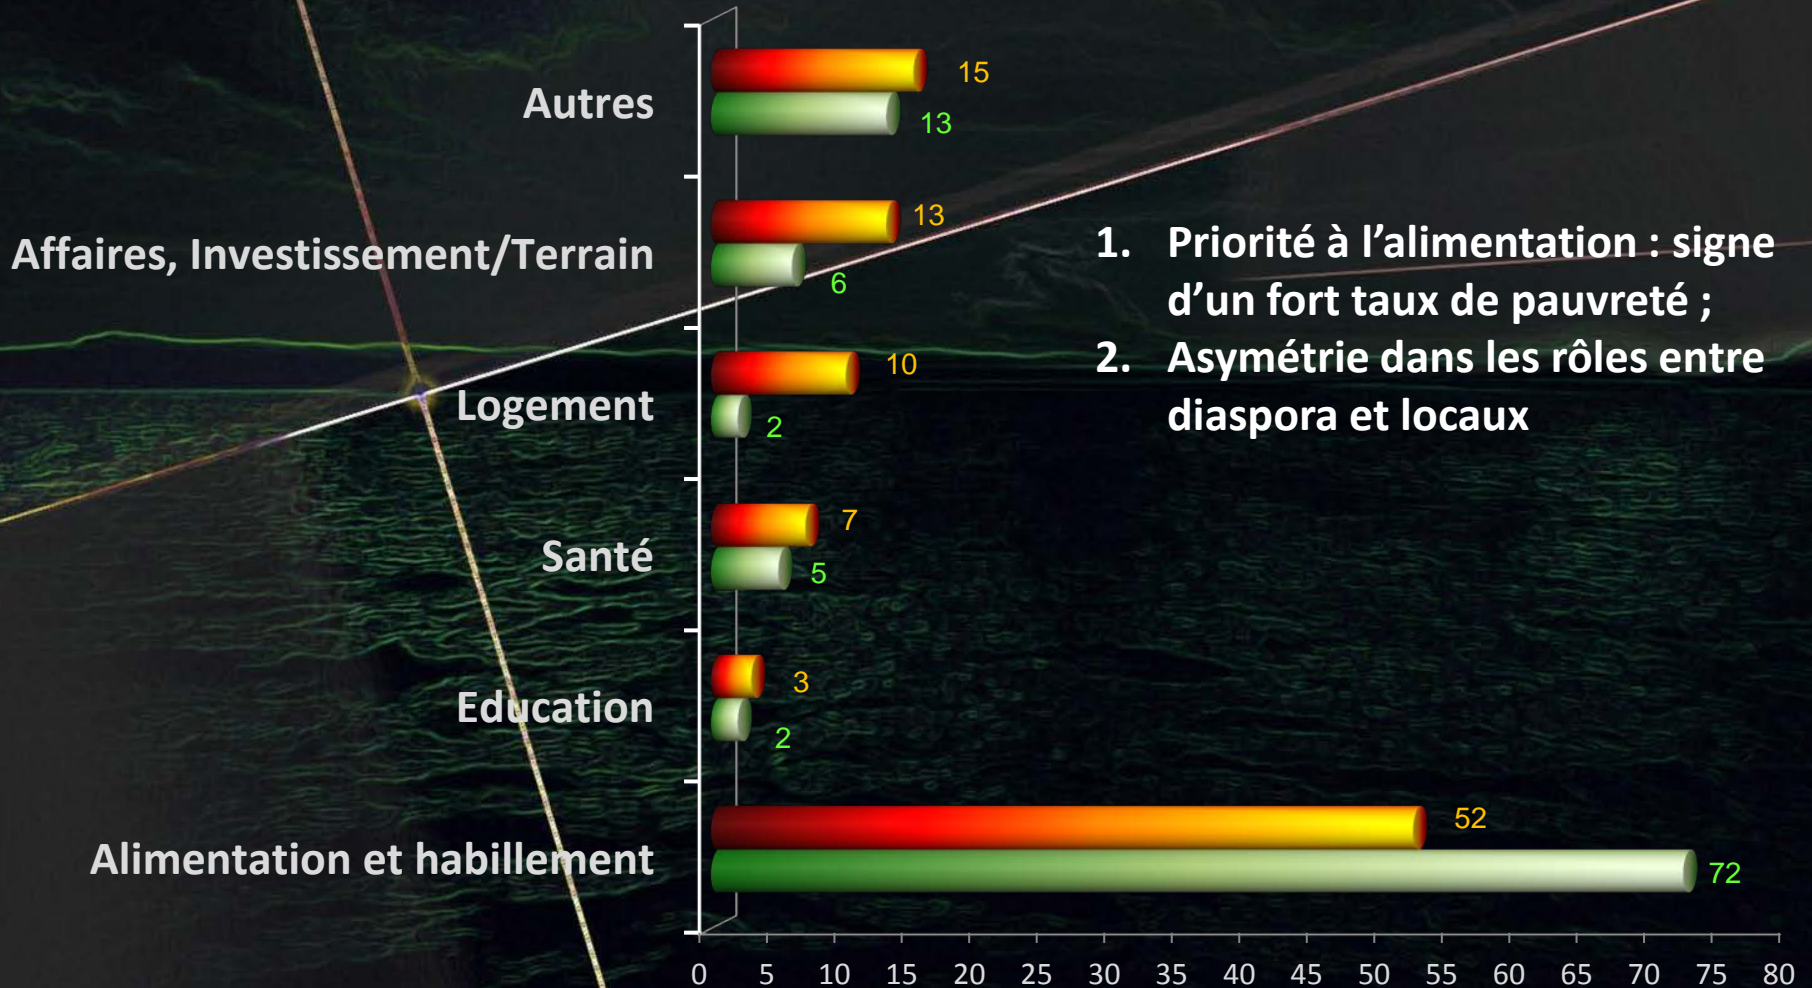 Autres
15
13
Affaires, Investissement/Terrain
13
6
Logement
10
2
Santé
7
5
Education
3
2
Alimentation et habillement
52
72
0 5 10 15 20 25 30 35 40 45 50 55 60 65 70 75 80
1. Priorité à l’alimentation : signe
d’un fort taux de pauvreté ;
2. Asymétrie dans les rôles entre
diaspora et locaux